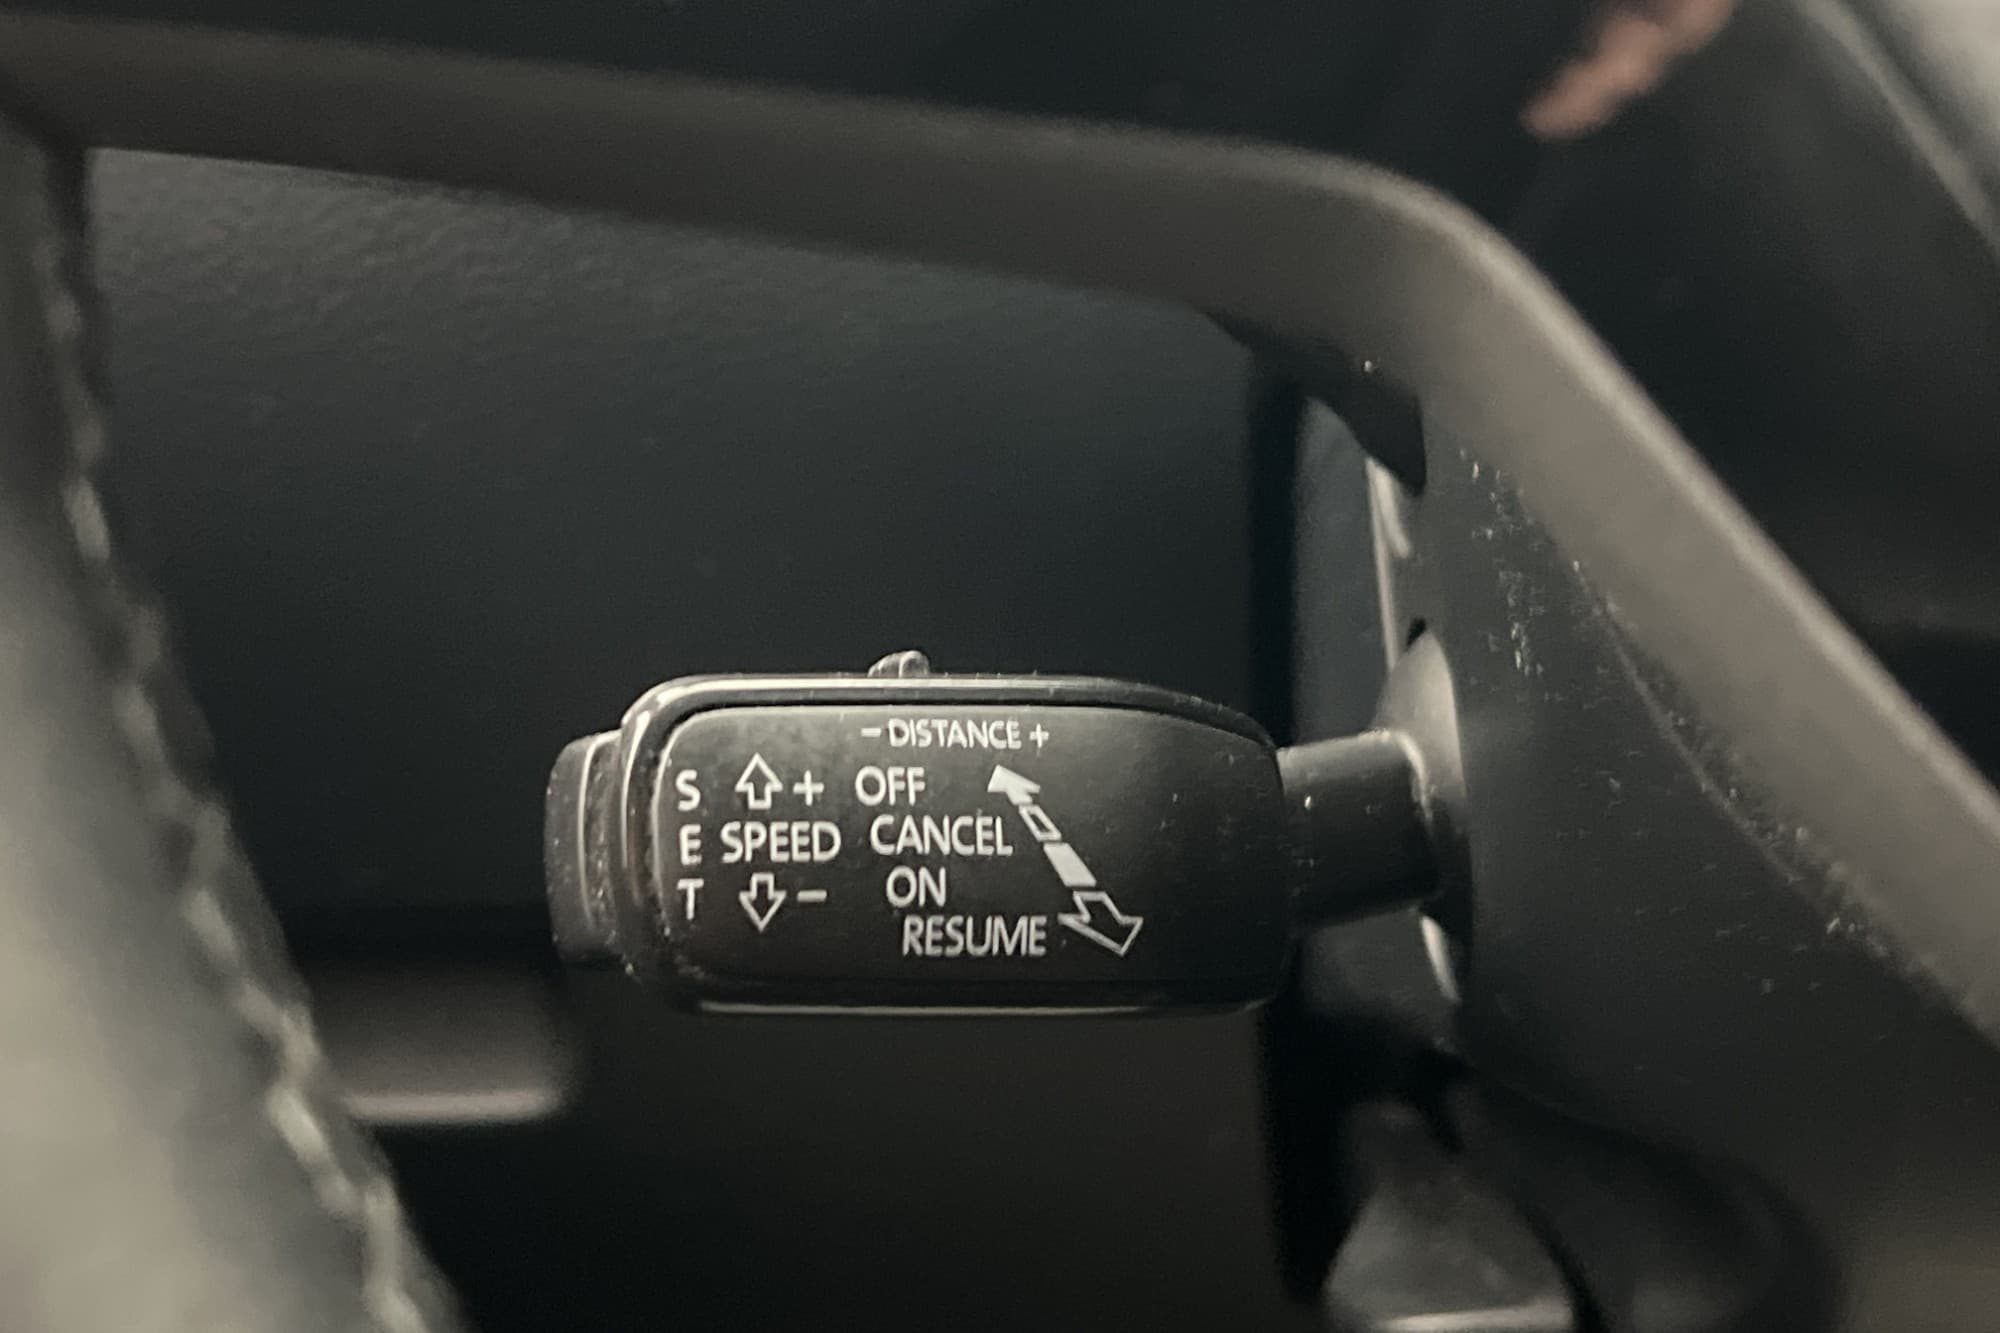 – DISTANCE +
S + OFF
E SPEED CANCEL
T – ON
RESUME